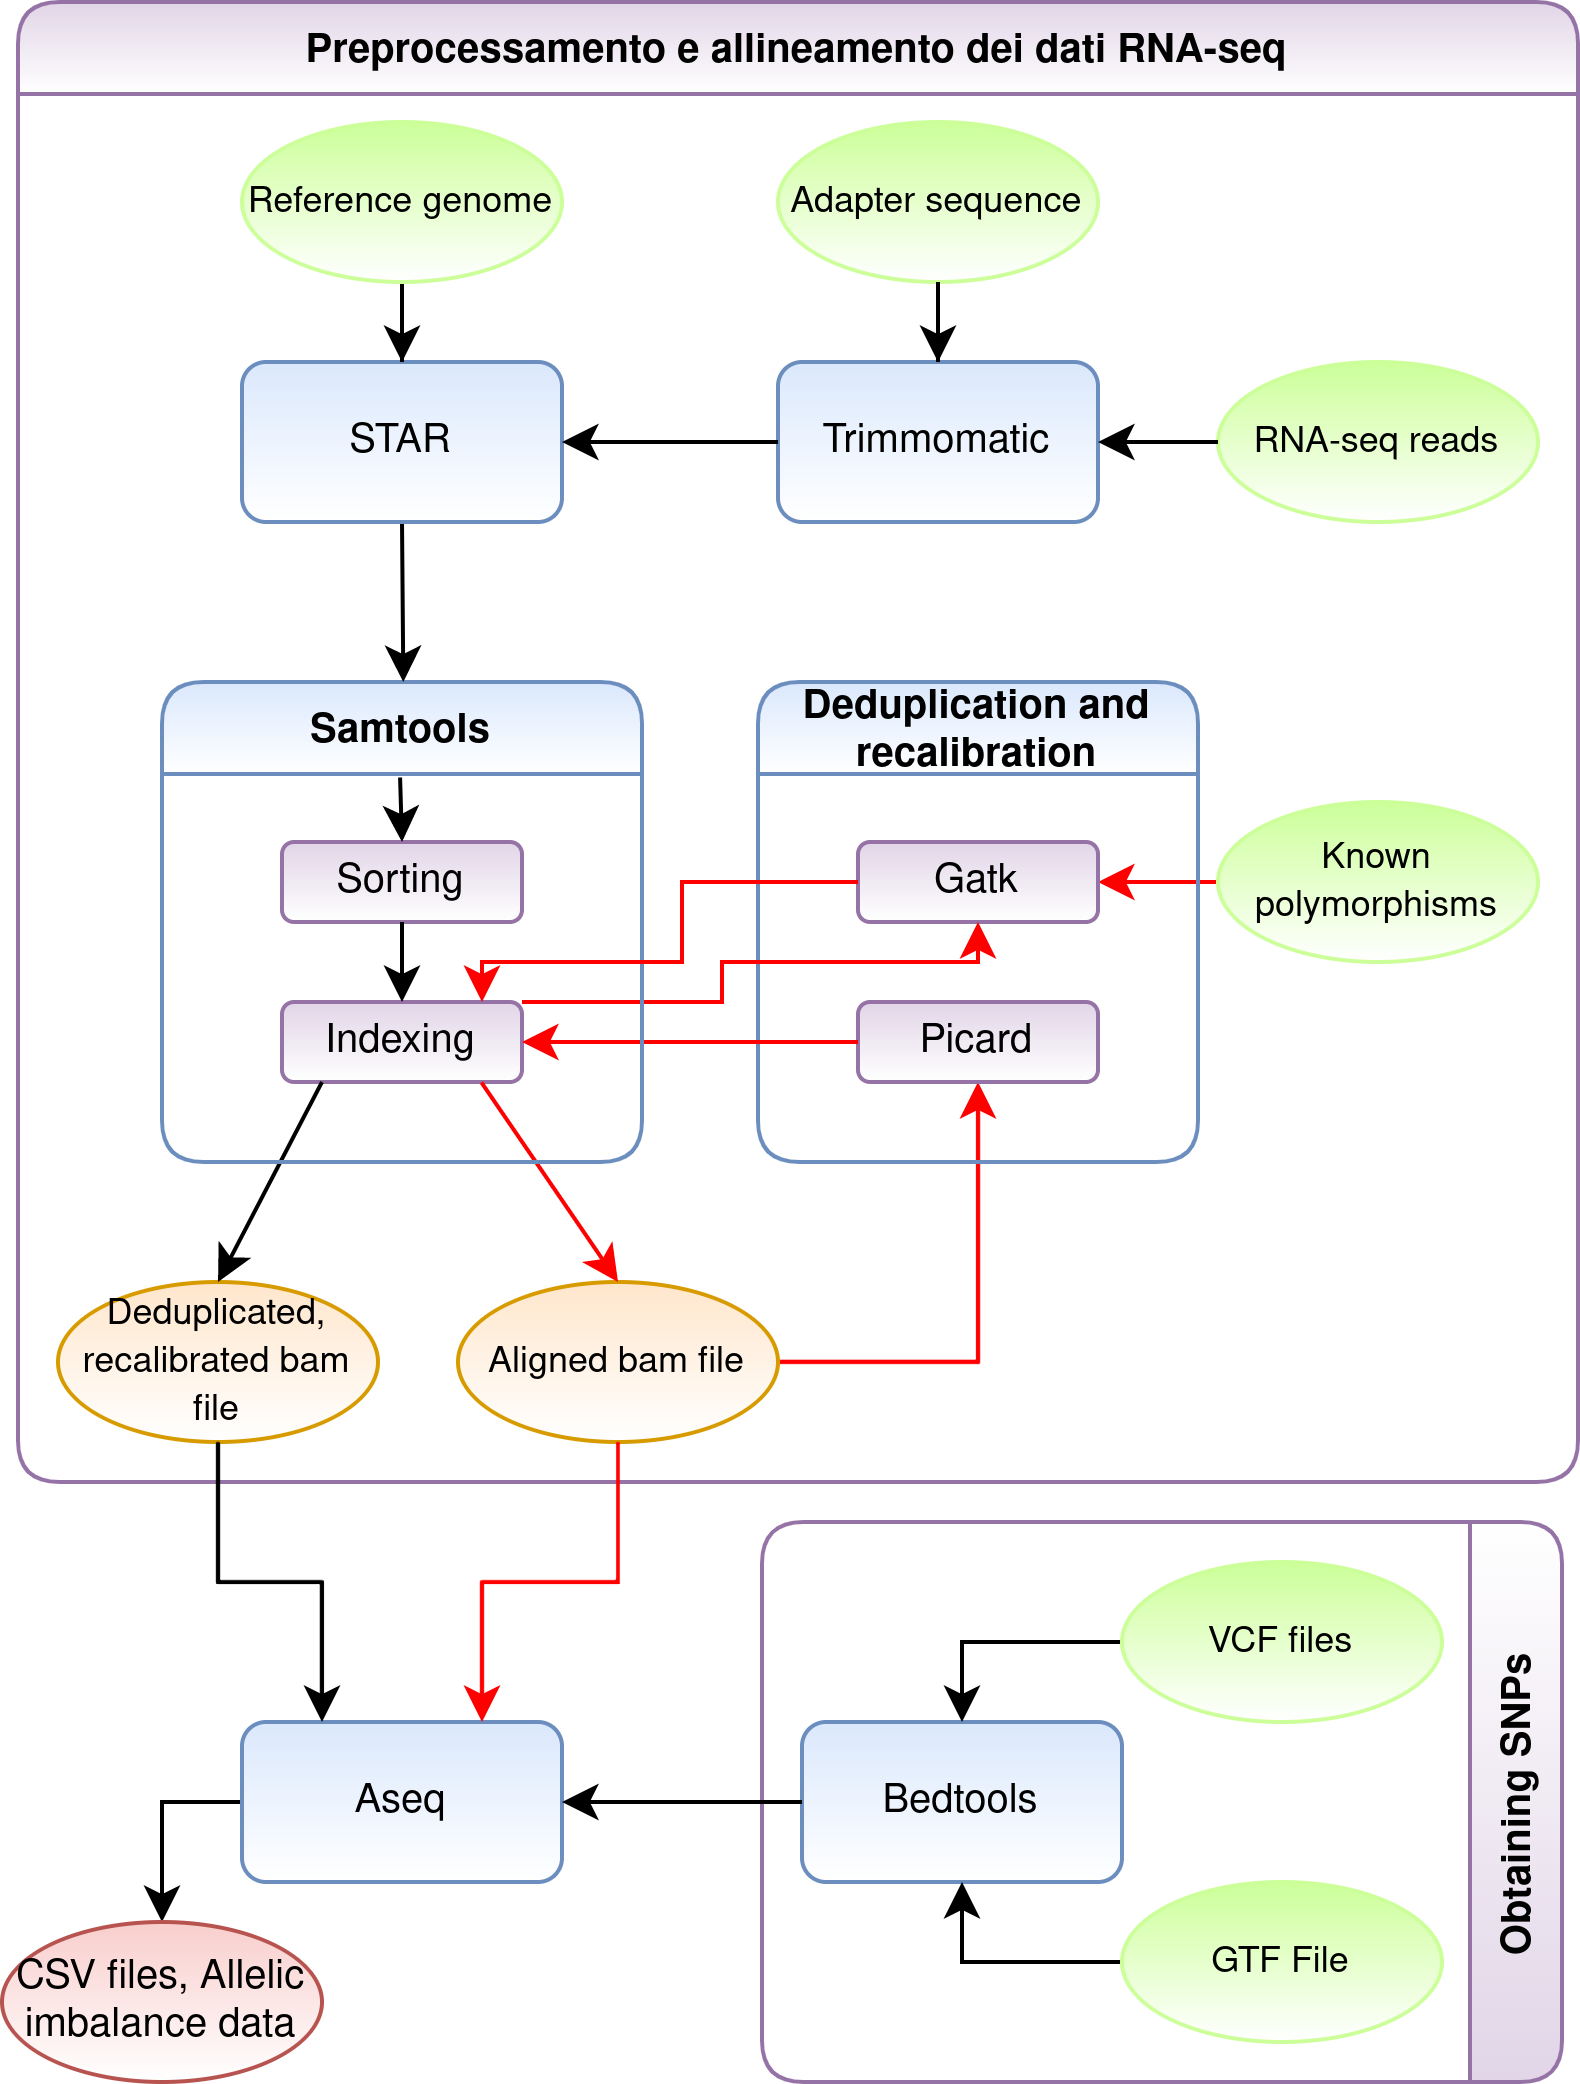 Preprocessamento e allineamento dei dati RNA-seq
Reference genome
Adapter sequence
STAR
Trimmomatic
RNA-seq reads
Samtools
Deduplication and
recalibration
Sorting
Gatk
Known
polymorphisms
Indexing
Picard
Deduplicated,
recalibrated bam
file
Aligned bam file
VCF files
Obtaining SNPs
Aseq
Bedtools
GTF File
CSV files, Allelic
imbalance data